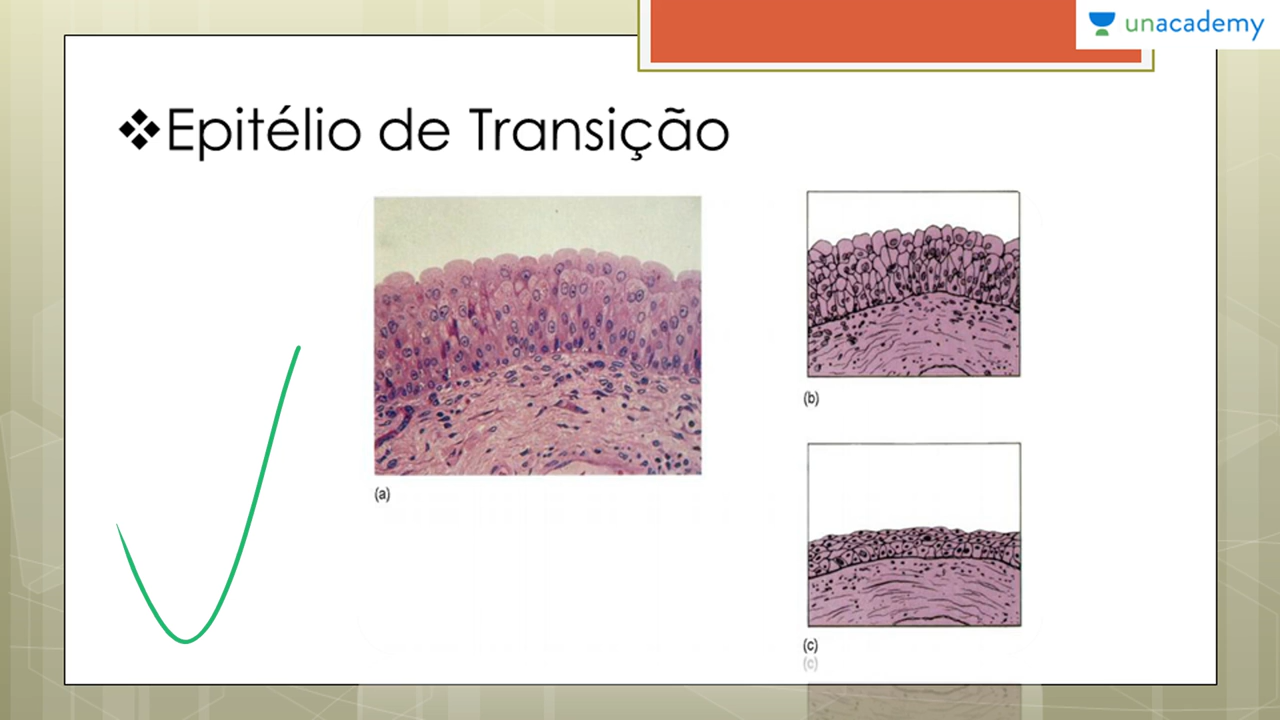 unacademy
❖Epitélio de Transição
(a)
(b)
(c)
(c)